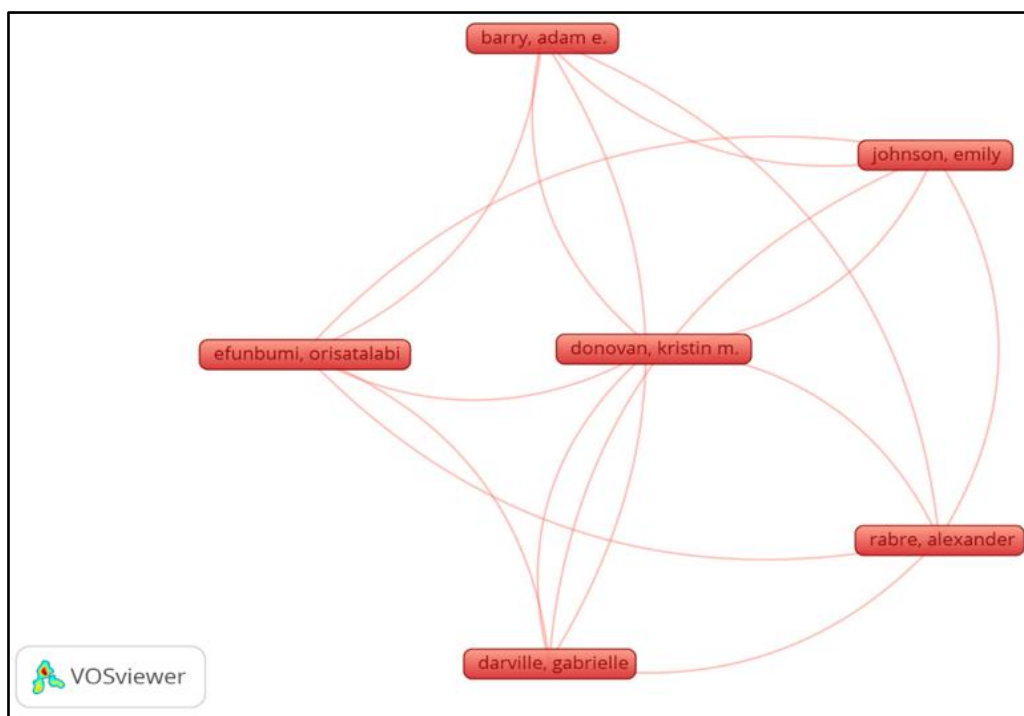 barry, adam e.
johnson, emily
efunbumi, orisatalabi
donovan, kristin m.
rabre, alexander
darville, gabrielle
VOSviewer